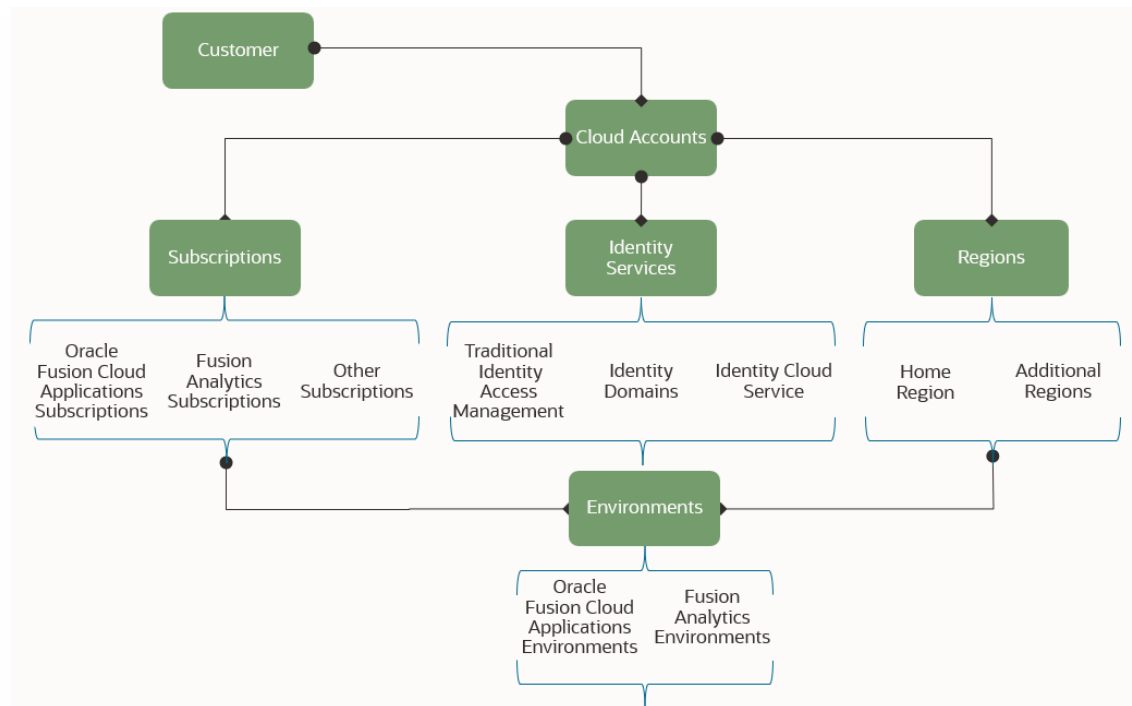 Customer
Cloud Accounts
Subscriptions
Identity
Services
Regions
Oracle
Fusion Cloud
Applications
Subscriptions
Fusion
Analytics
Subscriptions
Other
Subscriptions
Traditional
Identity
Access
Management
Identity
Domains
Identity Cloud
Service
Home
Region
Additional
Regions
Environments
Oracle
Fusion Cloud
Applications
Environments
Fusion
Analytics
Environments